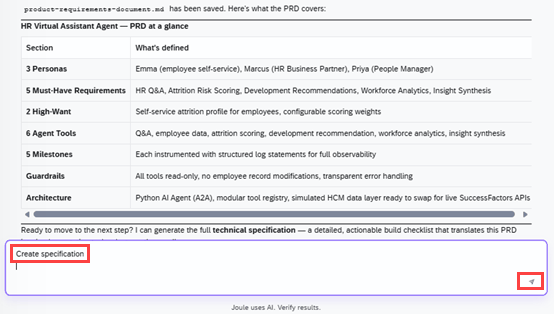 product-requirements-document.md has been saved. Here's what the PRD covers:
HR Virtual Assistant Agent — PRD at a glance
Section What's defined
3 Personas Emma (employee self-service), Marcus (HR Business Partner), Priya (People Manager)
5 Must-Have Requirements HR Q&A, Attrition Risk Scoring, Development Recommendations, Workforce Analytics, Insight Synthesis
2 High-Want Self-service attrition profile for employees, configurable scoring weights
6 Agent Tools Q&A, employee data, attrition scoring, development recommendation, workforce analytics, insight synthesis
5 Milestones Each instrumented with structured log statements for full observability
Guardrails All tools read-only, no employee record modifications, transparent error handling
Architecture Python AI Agent (A2A), modular tool registry, simulated HCM data layer ready to swap for live SuccessFactors APIs
Ready to move to the next step? I can generate the full technical specification — a detailed, actionable build checklist that translates this PRD
Create specification
Joule uses AI. Verify results.